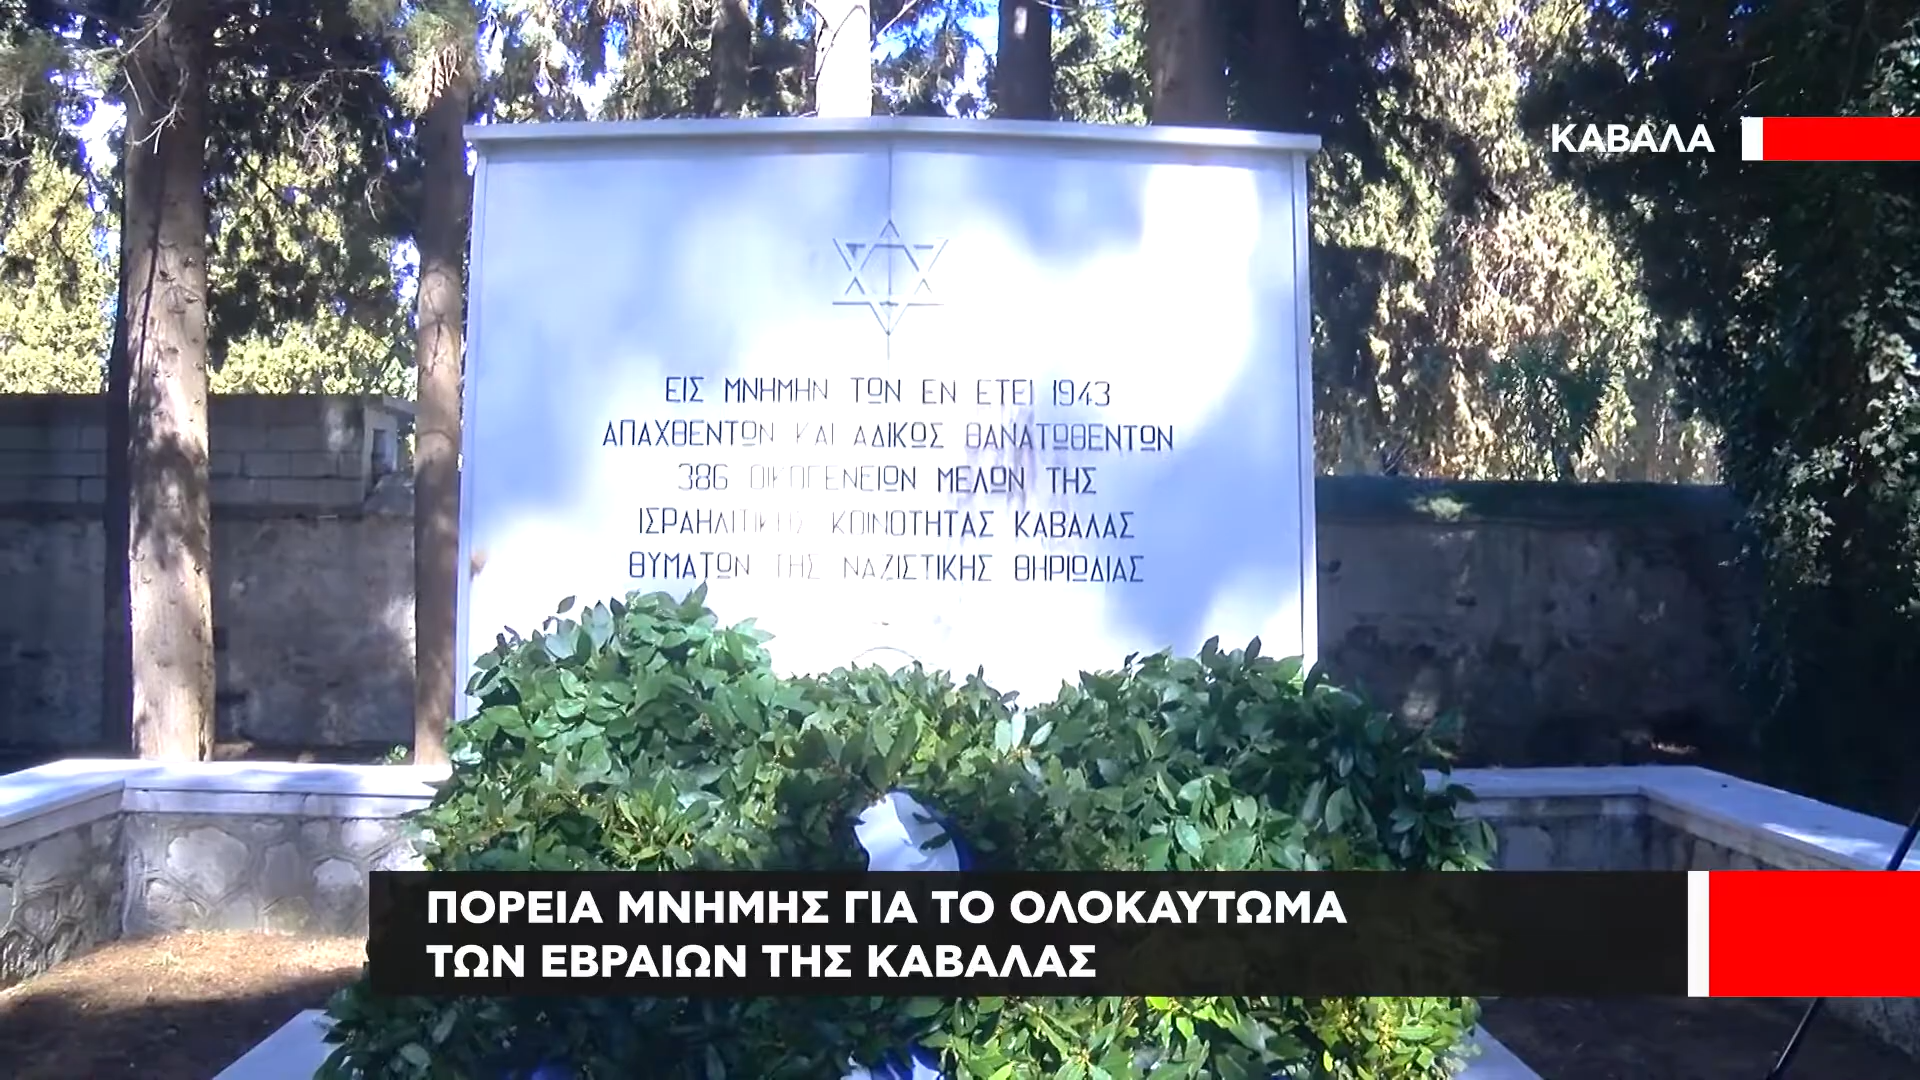 ΚΑΒΑΛΑ
ΕΙΣ ΜΝΗΜΗΝ ΤΩΝ ΕΝ ΕΤΕΙ 1943
ΑΠΑΧΘΕΝΤΩΝ ΚΑΙ ΑΔΙΚΩΣ ΘΑΝΑΤΩΘΕΝΤΩΝ
386 ΟΙΚΟΓΕΝΕΙΩΝ ΜΕΛΩΝ ΤΗΣ
ΙΣΡΑΗΛΙΤΙΚΗΣ ΚΟΙΝΟΤΗΤΑΣ ΚΑΒΑΛΑΣ
ΘΥΜΑΤΩΝ ΤΗΣ ΝΑΖΙΣΤΙΚΗΣ ΘΗΡΙΩΔΙΑΣ
ΠΟΡΕΙΑ ΜΝΗΜΗΣ ΓΙΑ ΤΟ ΟΛΟΚΑΥΤΩΜΑ
ΤΩΝ ΕΒΡΑΙΩΝ ΤΗΣ ΚΑΒΑΛΑΣ